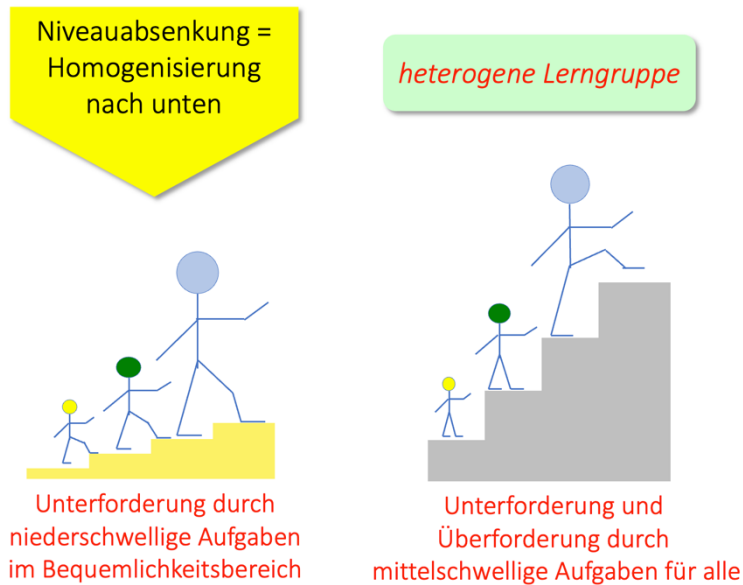 Niveauabsenkung =
Homogenisierung
nach unten
heterogene Lerngruppe
Unterforderung durch
niederschwellige Aufgaben
im Bequemlichkeitsbereich
Unterforderung und
Überforderung durch
mittelschwellige Aufgaben für alle